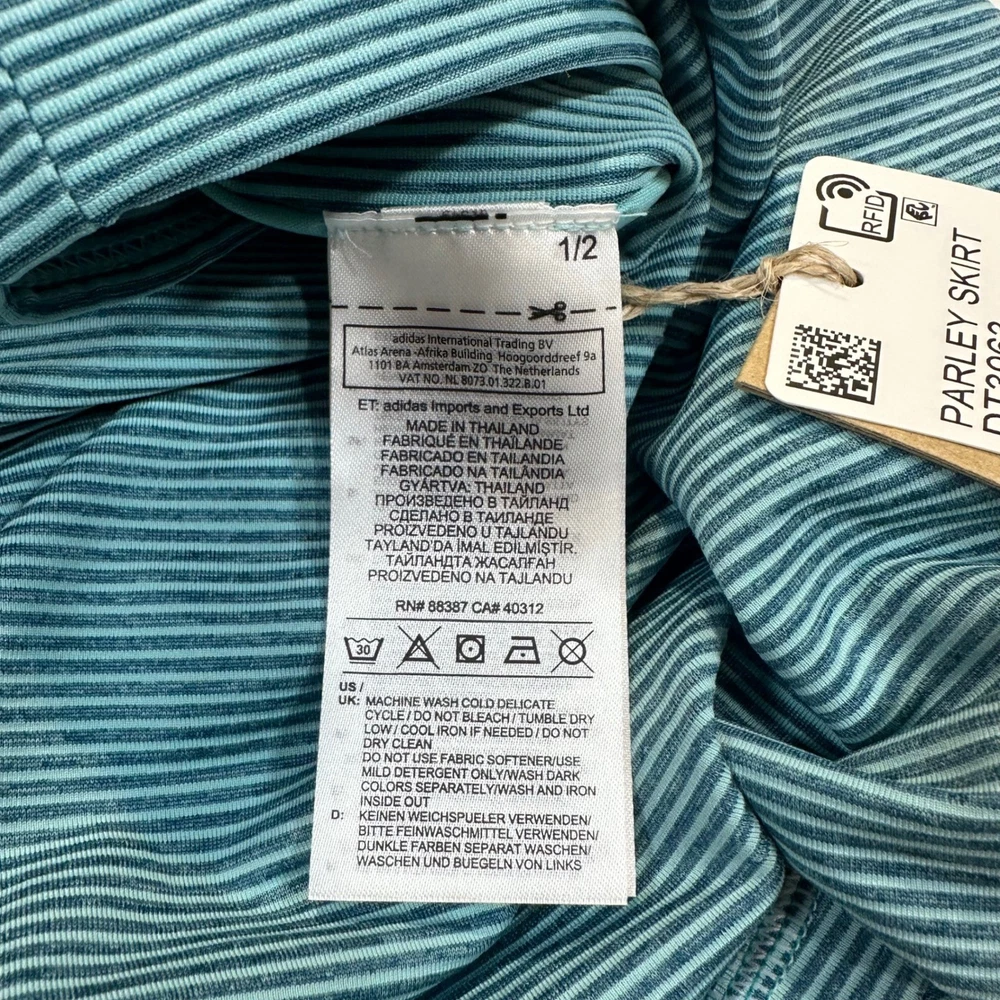 1/2
adidas International Trading BV
Atlas Arena -Afrika Building Hoogoorddreef 9a
1101 BA Amsterdam ZO The Netherlands
VAT NO. NL 8073.01.322.B.01
ET: adidas Imports and Exports Ltd
MADE IN THAILAND
FABRIQUÉ EN THAÏLANDE
FABRICADO EN TAILANDIA
FABRICADO NA TAILÂNDIA
GYÁRTVA: THAILAND
ПРОИЗВЕДЕНО В ТАЙЛАНД
СДЕЛАНО В ТАИЛАНДЕ
PROIZVEDENO U TAJLANDU
TAYLAND'DA İMAL EDİLMİŞTİR.
ТАЙЛАНДТА ЖАСАЛҒАН
PROIZVEDENO NA TAJLANDU
RN# 88387 CA# 40312
30
US /
UK: MACHINE WASH COLD DELICATE
CYCLE / DO NOT BLEACH / TUMBLE DRY
LOW / COOL IRON IF NEEDED / DO NOT
DRY CLEAN
DO NOT USE FABRIC SOFTENER/USE
MILD DETERGENT ONLY/WASH DARK
COLORS SEPARATELY/WASH AND IRON
INSIDE OUT
D: KEINEN WEICHSPUELER VERWENDEN/
BITTE FEINWASCHMITTEL VERWENDEN/
DUNKLE FARBEN SEPARAT WASCHEN/
WASCHEN UND BUEGELN VON LINKS
RFID
PARLEY SKIRT